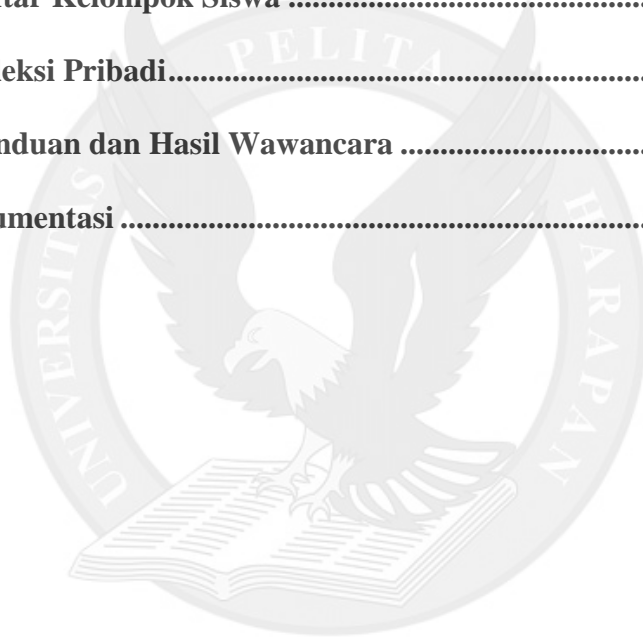 tar Kelompok Siswa ..........................................
eksi Pribadi.......................................................
nduan dan Hasil Wawancara ............................
umentasi ............................................................
UNIVERSITAS PELITA HARAPAN